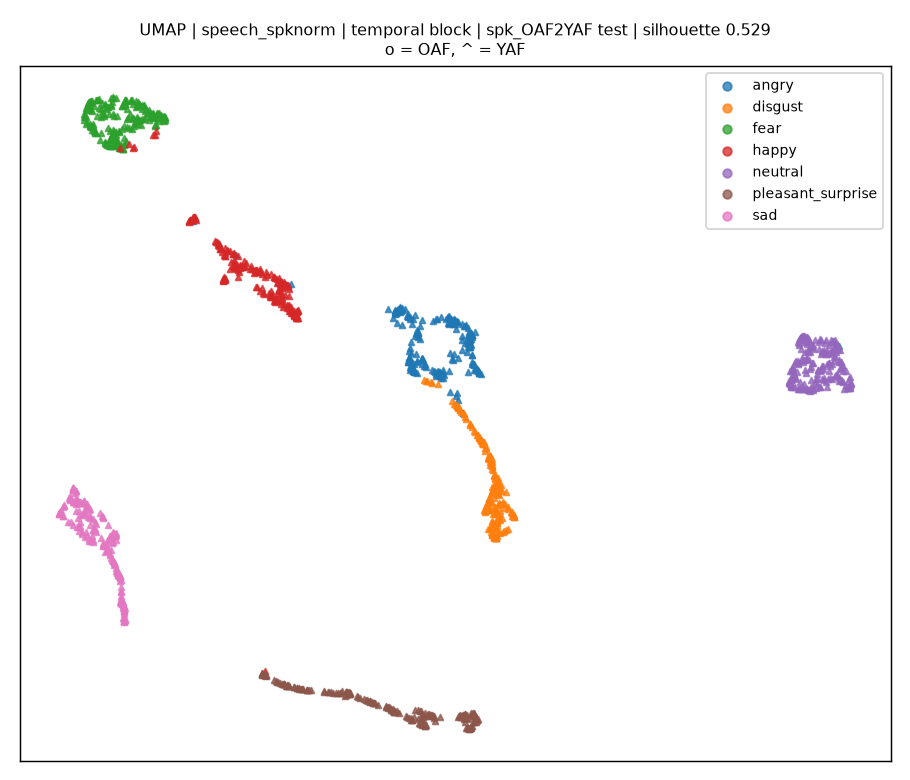 UMAP | speech_spknorm | temporal block | spk_OAF2YAF test | silhouette 0.529
o = OAF, ^ = YAF
angry
disgust
fear
happy
neutral
pleasant_surprise
sad